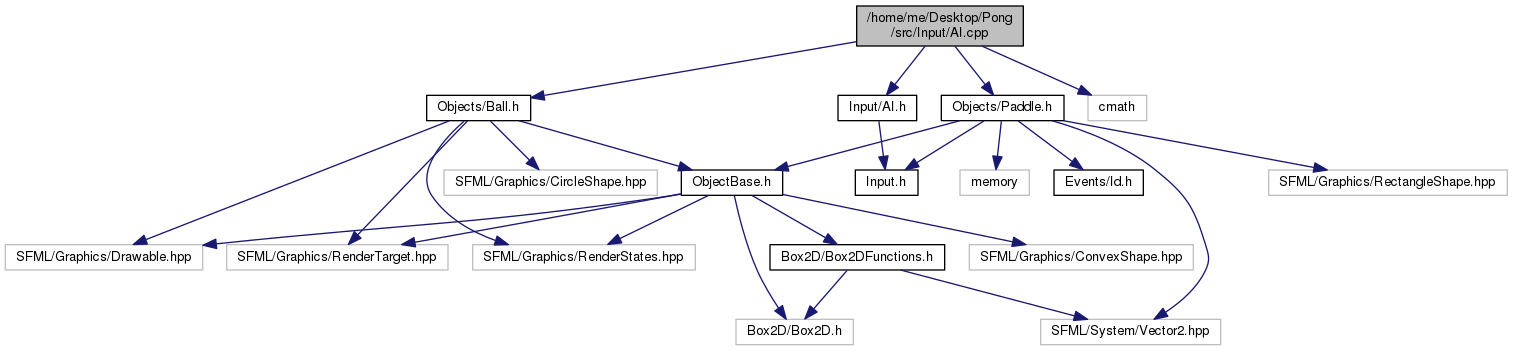 /home/me/Desktop/Pong
/src/Input/AI.cpp
Objects/Ball.h
Input/AI.h
Objects/Paddle.h
cmath
SFML/Graphics/CircleShape.hpp
ObjectBase.h
Input.h
memory
Events/Id.h
SFML/Graphics/RectangleShape.hpp
SFML/Graphics/Drawable.hpp
SFML/Graphics/RenderTarget.hpp
SFML/Graphics/RenderStates.hpp
Box2D/Box2DFunctions.h
SFML/Graphics/ConvexShape.hpp
Box2D/Box2D.h
SFML/System/Vector2.hpp